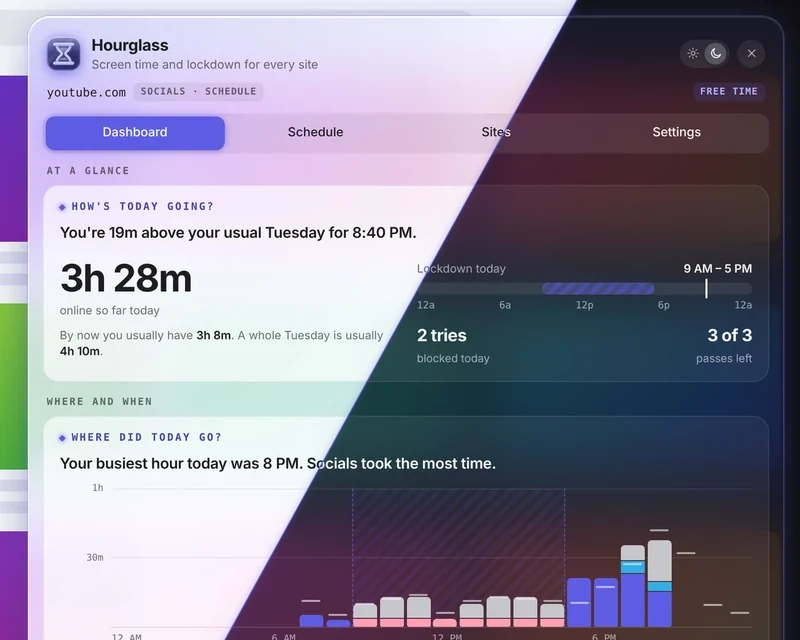 Hourglass
Screen time and lockdown for every site
youtube.com SOCIALS · SCHEDULE FREE TIME
Dashboard Schedule Sites Settings
AT A GLANCE
HOW'S TODAY GOING?
You're 19m above your usual Tuesday for 8:40 PM.
3h 28m
online so far today
By now you usually have 3h 8m. A whole Tuesday is usually
4h 10m.
Lockdown today 9 AM – 5 PM
12a 6a 12p 6p 12a
2 tries 3 of 3
blocked today passes left
WHERE AND WHEN
WHERE DID TODAY GO?
Your busiest hour today was 8 PM. Socials took the most time.
1h
30m
12 AM 6 AM 12 PM 6 PM